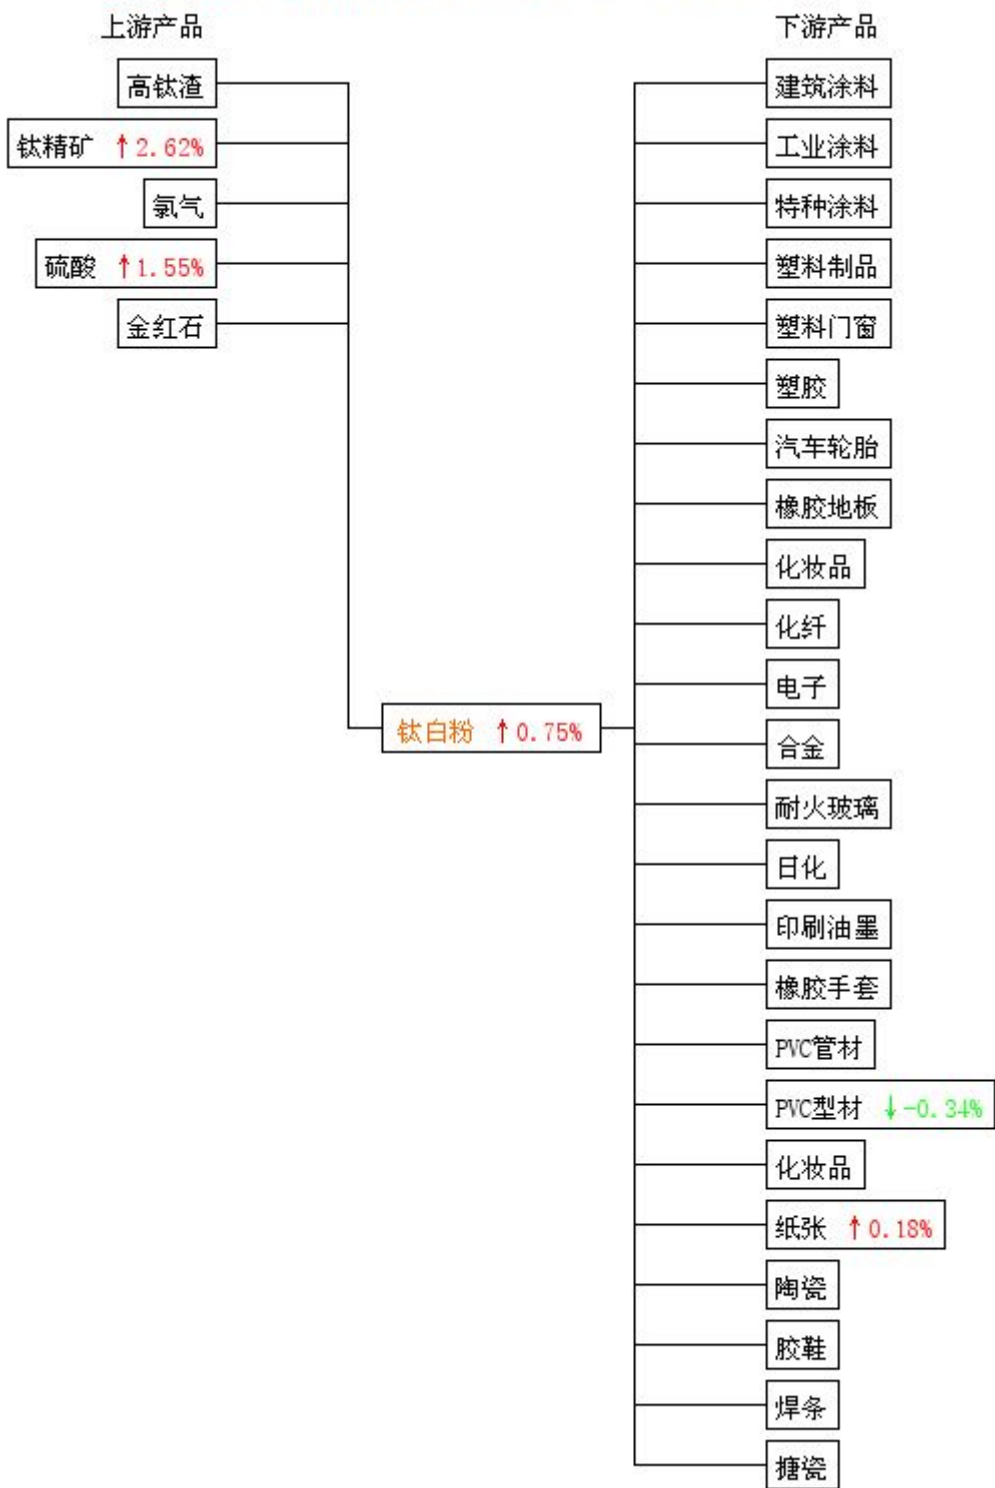 上游产品
下游产品
高钛渣
钛精矿 ↑2.62%
氯气
硫酸 ↑1.55%
金红石
钛白粉 ↑0.75%
建筑涂料
工业涂料
特种涂料
塑料制品
塑料门窗
塑胶
汽车轮胎
橡胶地板
化妆品
化纤
电子
合金
耐火玻璃
日化
印刷油墨
橡胶手套
PVC管材
PVC型材 ↓-0.34%
化妆品
纸张 ↑0.18%
陶瓷
胶鞋
焊条
搪瓷